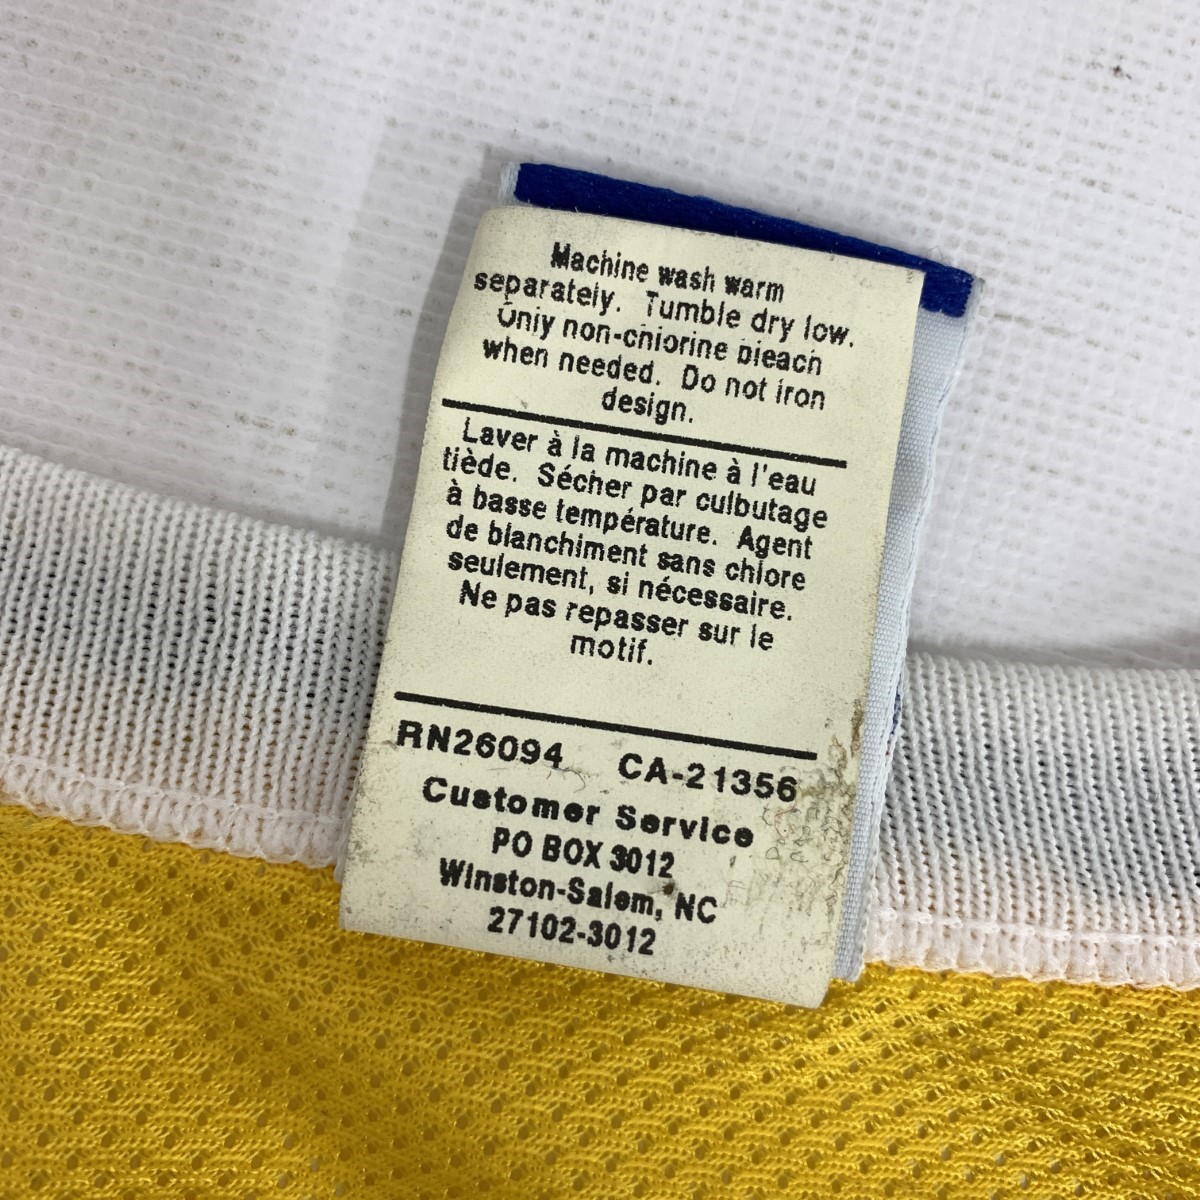 Machine wash warm
separately. Tumble dry low.
Only non-chlorine bleach
when needed. Do not iron
design.
Laver à la machine à l'eau
tiède. Sécher par culbutage
à basse température. Agent
de blanchiment sans chlore
seulement, si nécessaire.
Ne pas repasser sur le
motif.
RN26094 CA-21356
Customer Service
PO BOX 3012
Winston-Salem, NC
27102-3012